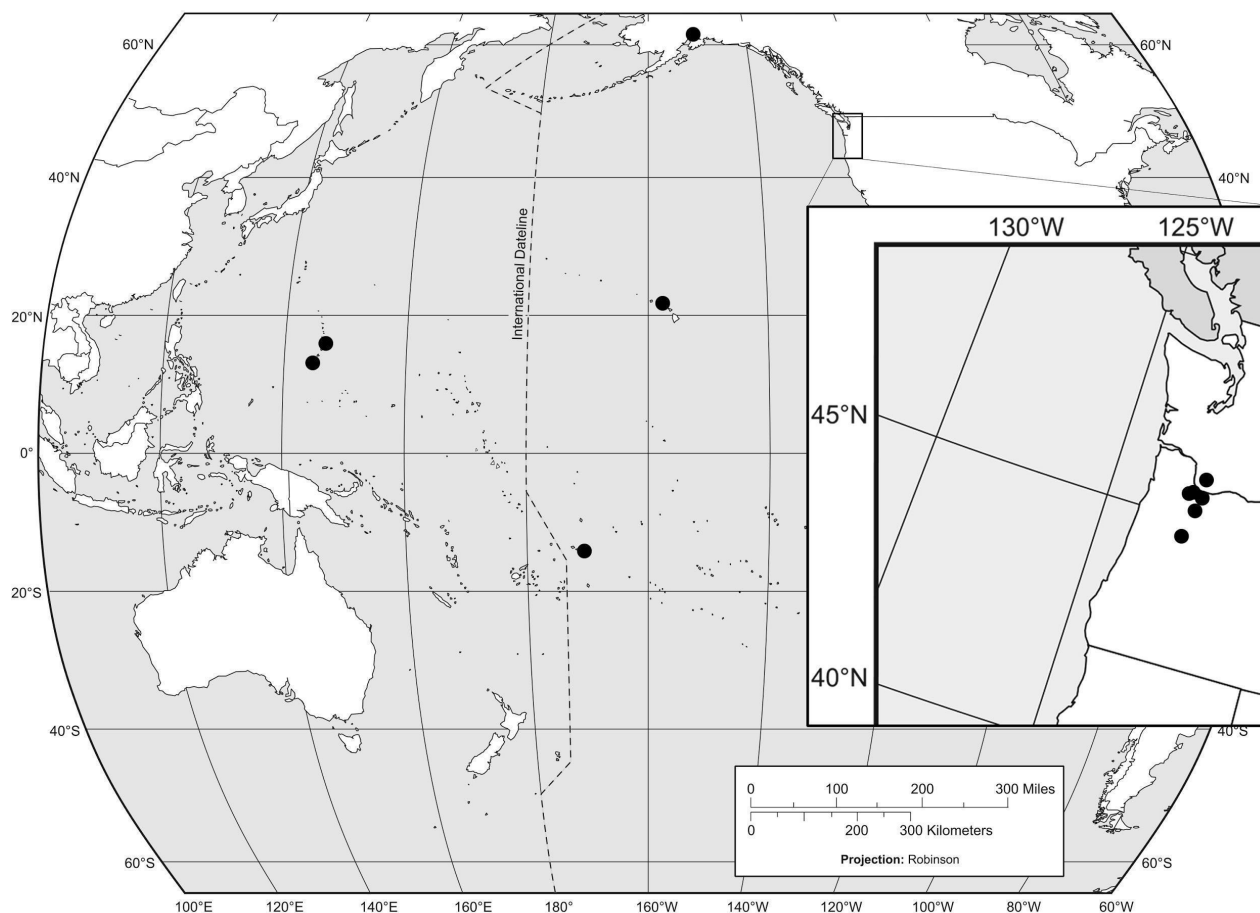 60°N
60°N
40°N
40°N
International Dateline
130°W 125°W
20°N
45°N
0°
20°S
40°N
40°S
40°S
0 100 200 300 Miles
0 200 300 Kilometers
Projection: Robinson
60°S
60°S
100°E 120°E 140°E 160°E 180° 160°W 140°W 120°W 100°W 80°W 60°W